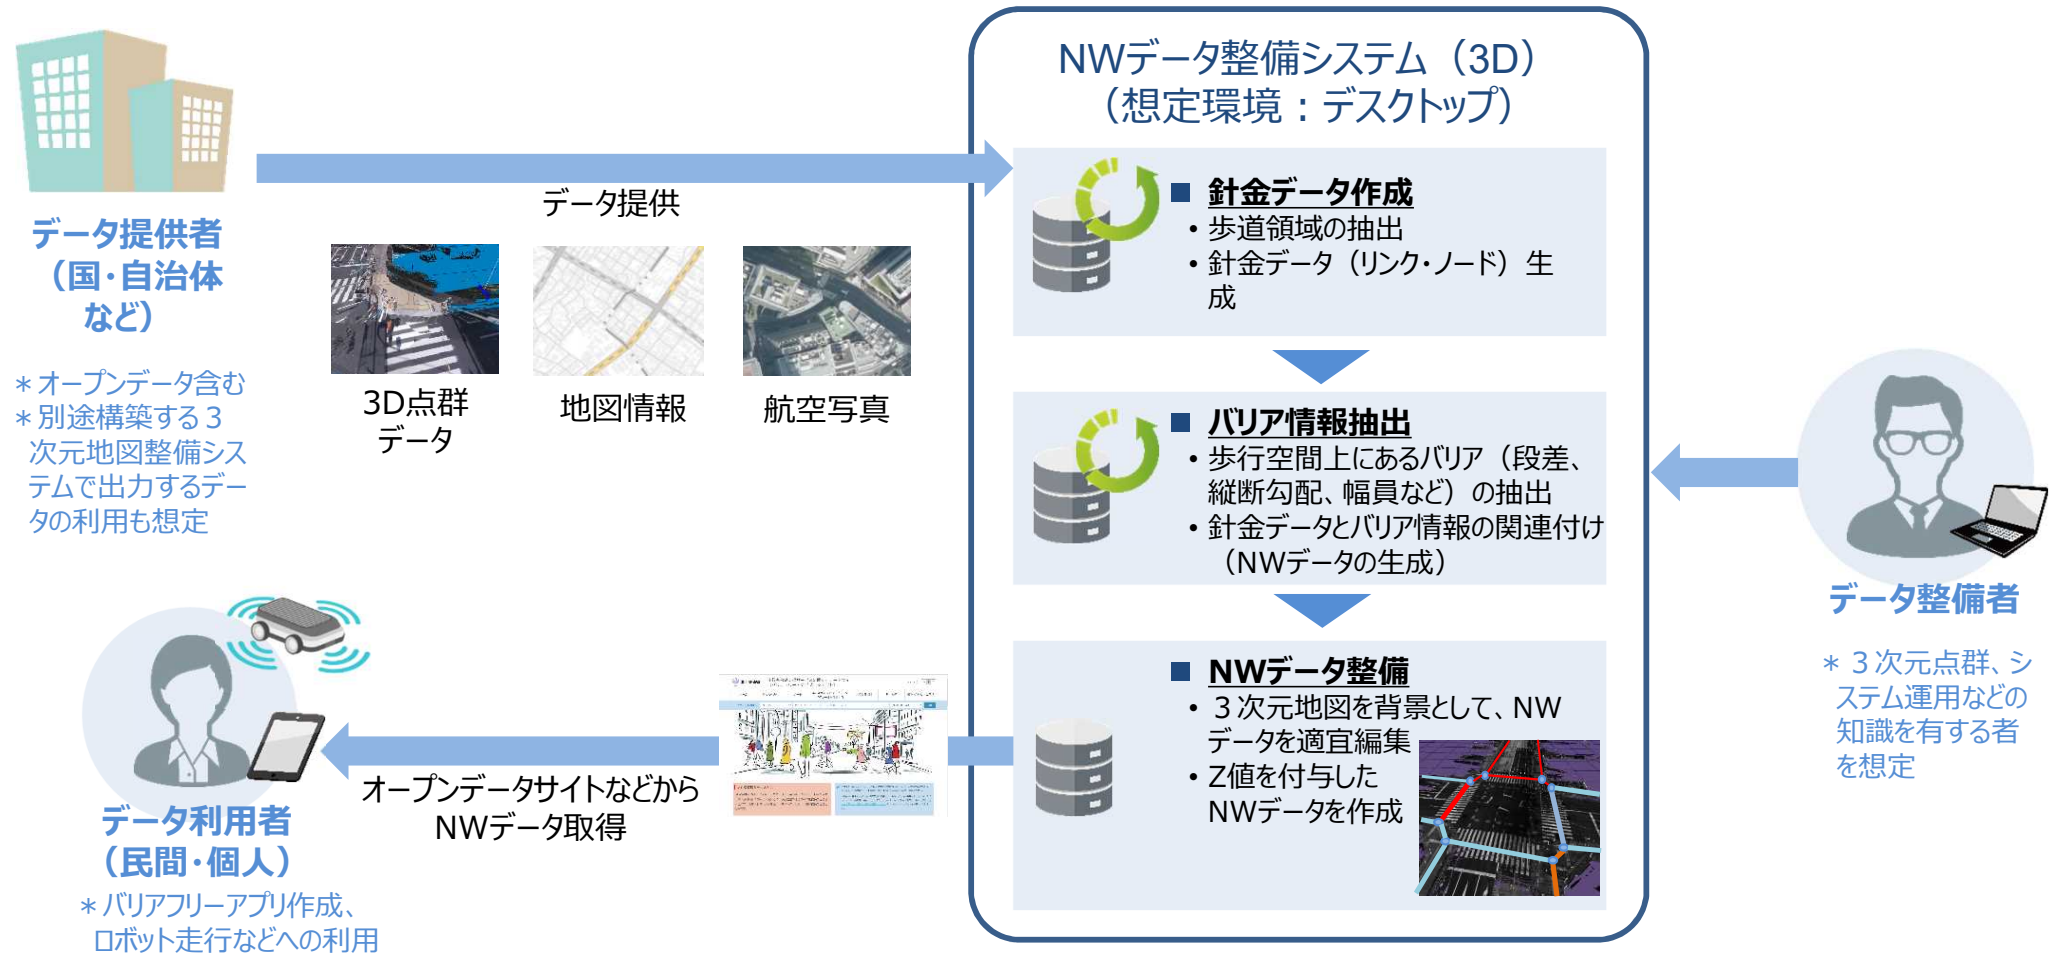 NWデータ整備システム（3D）
（想定環境：デスクトップ）
データ提供者
（国・自治体
など）
＊オープンデータ含む
＊別途構築する３
次元地図整備シス
テムで出力するデー
タの利用も想定
データ提供
3D点群
データ
地図情報
航空写真
■ 針金データ作成
• 歩道領域の抽出
• 針金データ（リンク・ノード）生
成
■ バリア情報抽出
• 歩行空間上にあるバリア（段差、
縦断勾配、幅員など）の抽出
• 針金データとバリア情報の関連付け
（NWデータの生成）
■ NWデータ整備
• ３次元地図を背景として、NW
データを適宜編集
• Z値を付与した
NWデータを作成
データ整備者
＊３次元点群、シ
ステム運用などの
知識を有する者
を想定
オープンデータサイトなどから
NWデータ取得
データ利用者
（民間・個人）
＊バリアフリーアプリ作成、
ロボット走行などへの利用